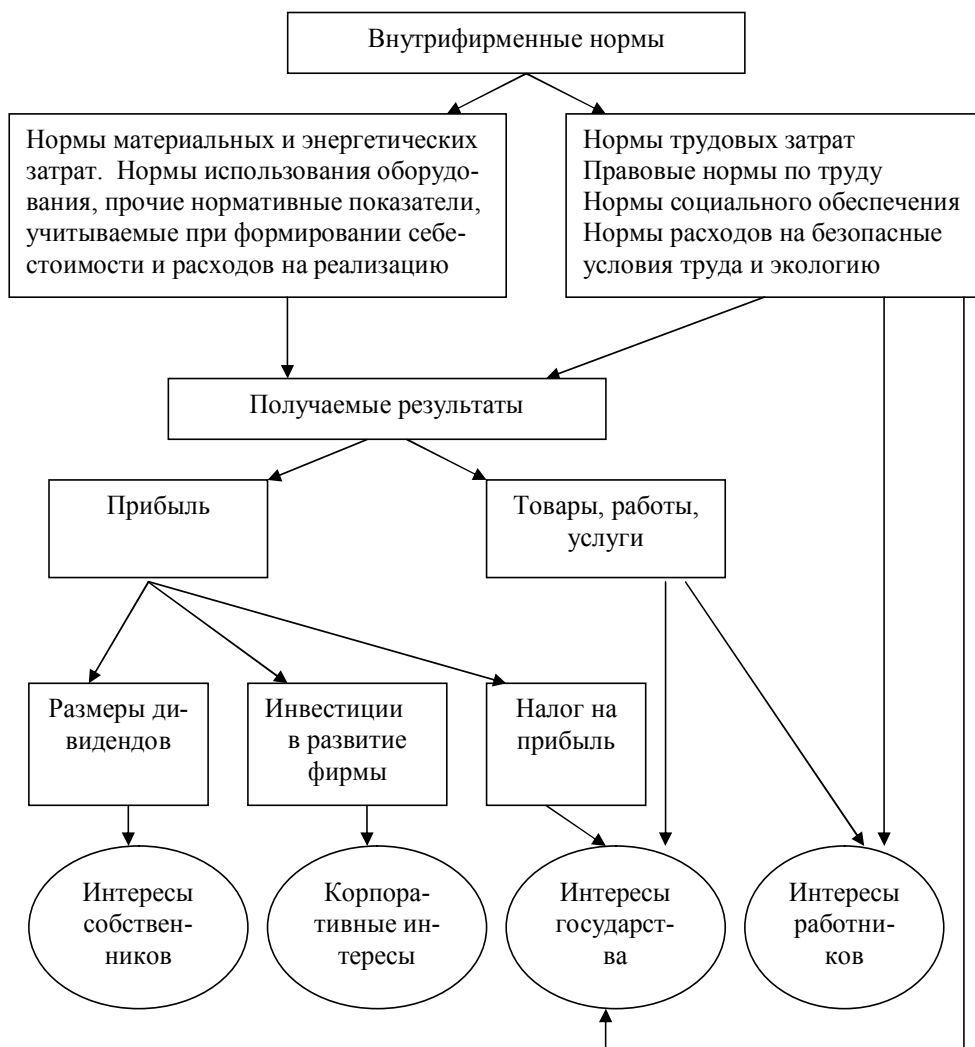 Внутрифирменные нормы
Нормы материальных и энергетических
затрат. Нормы использования оборудо-
вания, прочие нормативные показатели,
учитываемые при формировании себе-
стоимости и расходов на реализацию
Нормы трудовых затрат
Правовые нормы по труду
Нормы социального обеспечения
Нормы расходов на безопасные
условия труда и экологию
Получаемые результаты
Прибыль
Товары, работы,
услуги
Размеры ди-
видендов
Инвестиции
в развитие
фирмы
Налог на
прибыль
Интересы
собствен-
ников
Корпора-
тивные ин-
тересы
Интересы
государст-
ва
Интересы
работни-
ков